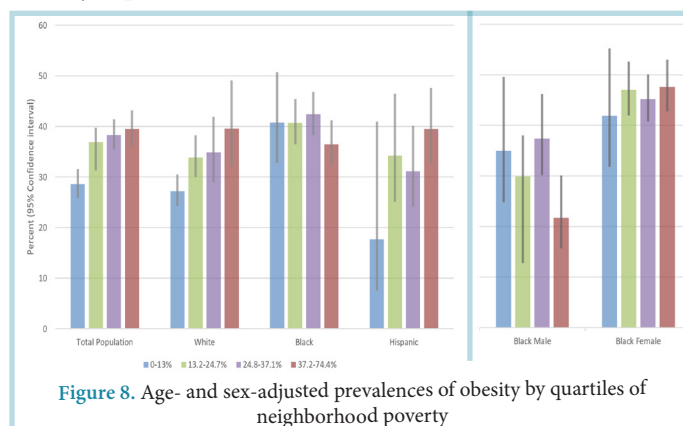 Percent (95% Confidence interval)
60
50
40
30
20
10
0
Total Population
White
Black
Hispanic
Black Male
Black Female
0-13%
13.2-24.7%
24.8-37.1%
37.2-74.4%
Figure 8. Age- and sex-adjusted prevalences of obesity by quartiles of
neighborhood poverty